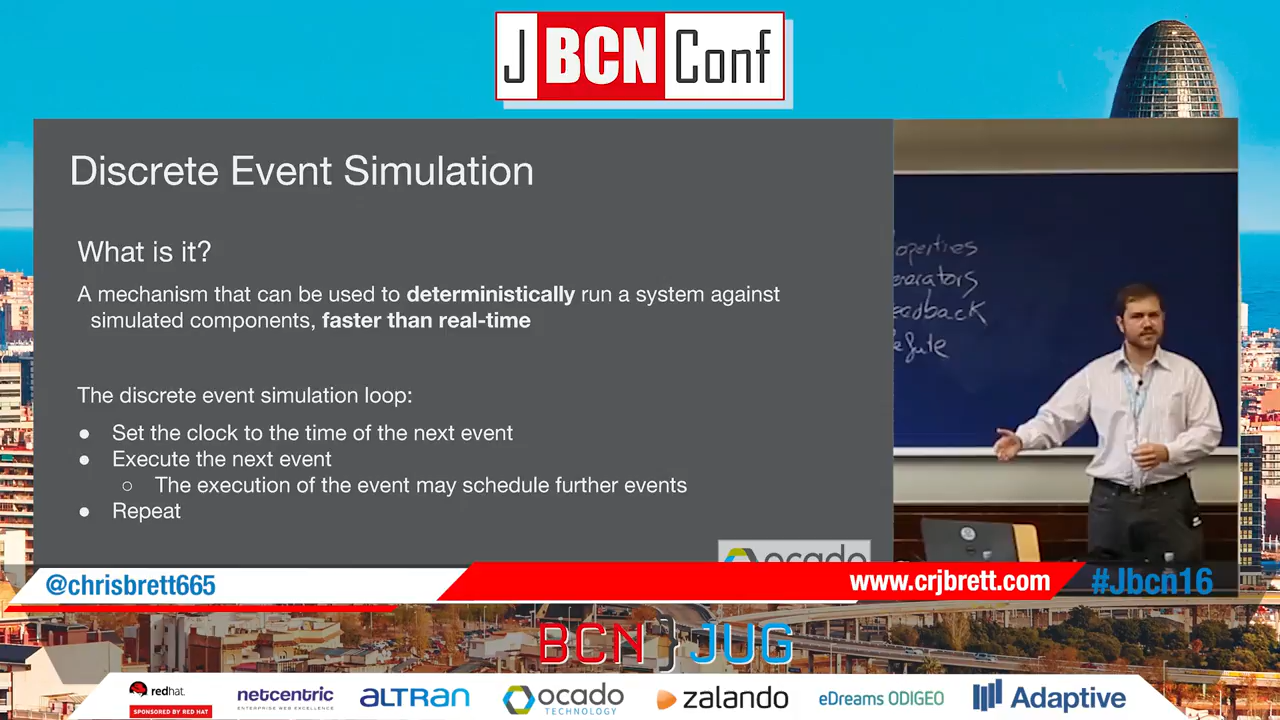 J BCN Conf
Discrete Event Simulation
What is it?
A mechanism that can be used to deterministically run a system against
simulated components, faster than real-time
The discrete event simulation loop:
● Set the clock to the time of the next event
● Execute the next event
○ The execution of the event may schedule further events
● Repeat
ocado
@chrisbrett665
www.crjbrett.com
#Jbcn16
BCN JUG
redhat.
SPONSORED BY RED HAT
netcentric
ENTERPRISE WEB EXCELLENCE
ALTRAN
ocado
TECHNOLOGY
zalando
eDreams ODIGEO
Adaptive